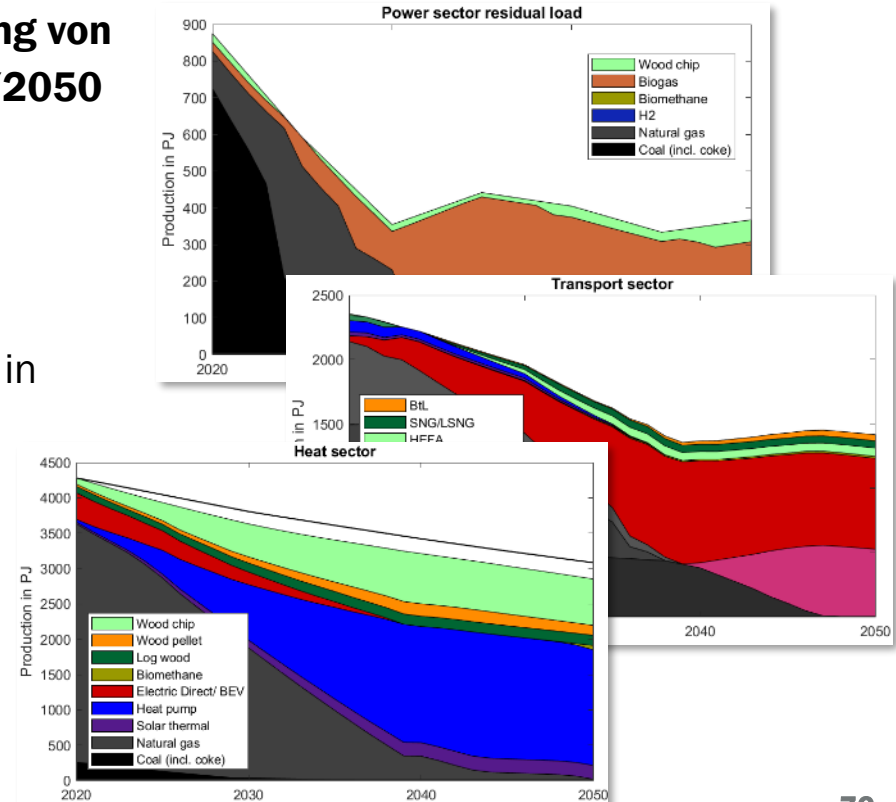 ng von
/2050
in
Power sector residual load
900
800
700
600
500
400
300
200
100
0
Production in PJ
2020
Wood chip
Biogas
Biomethane
H2
Natural gas
Coal (incl. coke)
Transport sector
2500
2000
1500
n in PJ
BtL
SNG/LSNG
HEFA
2040
2050
Heat sector
4500
4000
3500
3000
2500
2000
1500
1000
500
0
Production in PJ
Wood chip
Wood pellet
Log wood
Biomethane
Electric Direct/ BEV
Heat pump
Solar thermal
Natural gas
Coal (incl. coke)
2020
2030
2040
2050